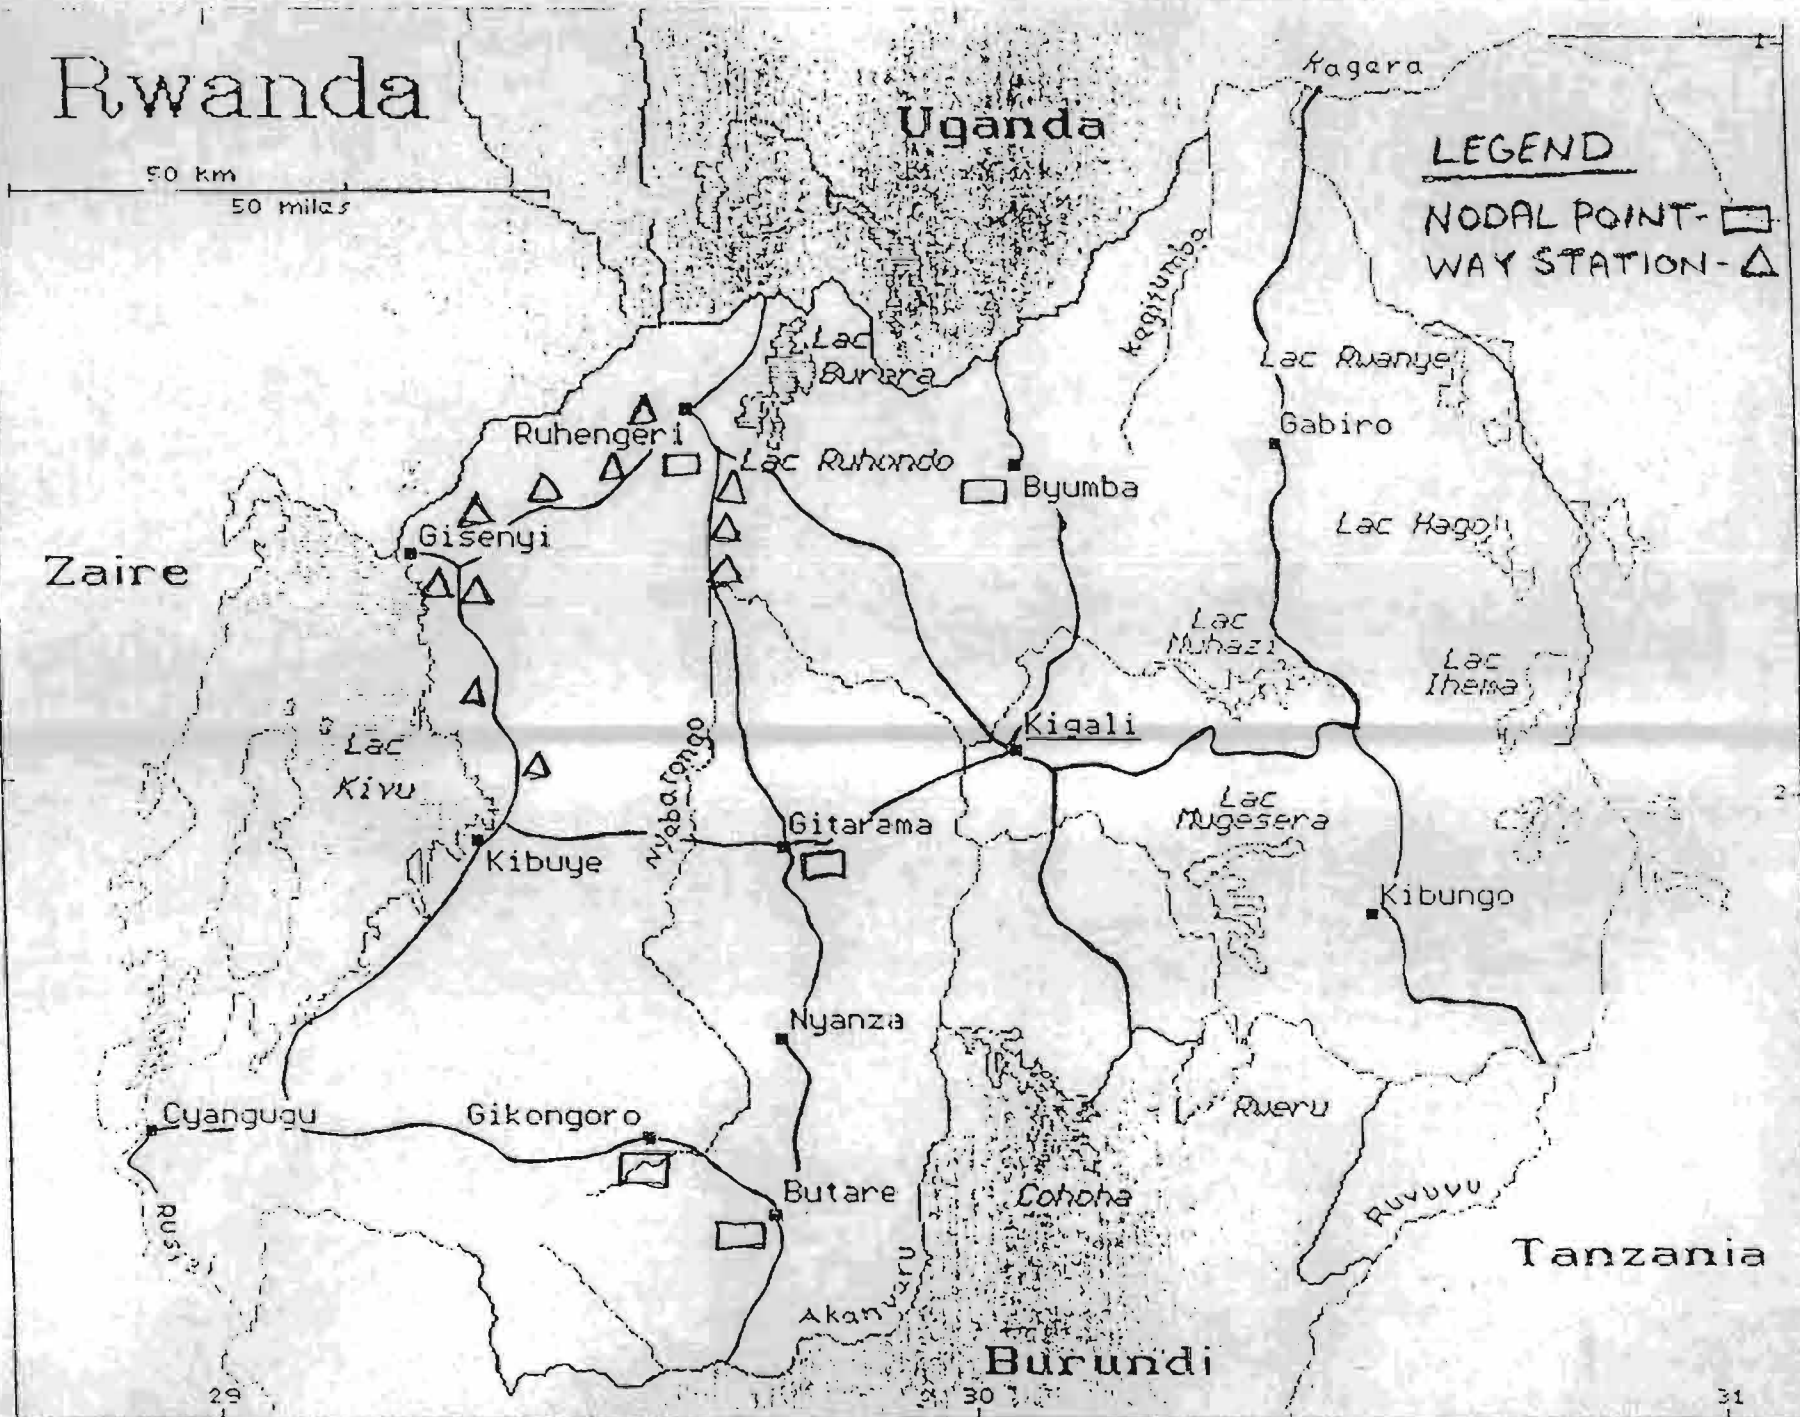 Rwanda
50 km
50 miles
Uganda
Kagera
1
LEGEND
NODAL POINT-
WAY STATION-
Kagitumba
Lac
Burera
Lac Rwanye
Ruhengeri
Lac Ruhondo
Byumba
Gabiro
Gisenyi
Lac Hago
Zaire
Lac
Muhazi
Lac
Ihema
Lac
Kivu
Kigali
Nyabarongo
2
Lac
Mugesera
Gitarama
Kibuye
Kibungo
Nyanza
Cyangugu
Gikongoro
Rweru
Butare
Cohoha
Ruvuvu
Tanzania
Akanyaru
Burundi
29
30
31